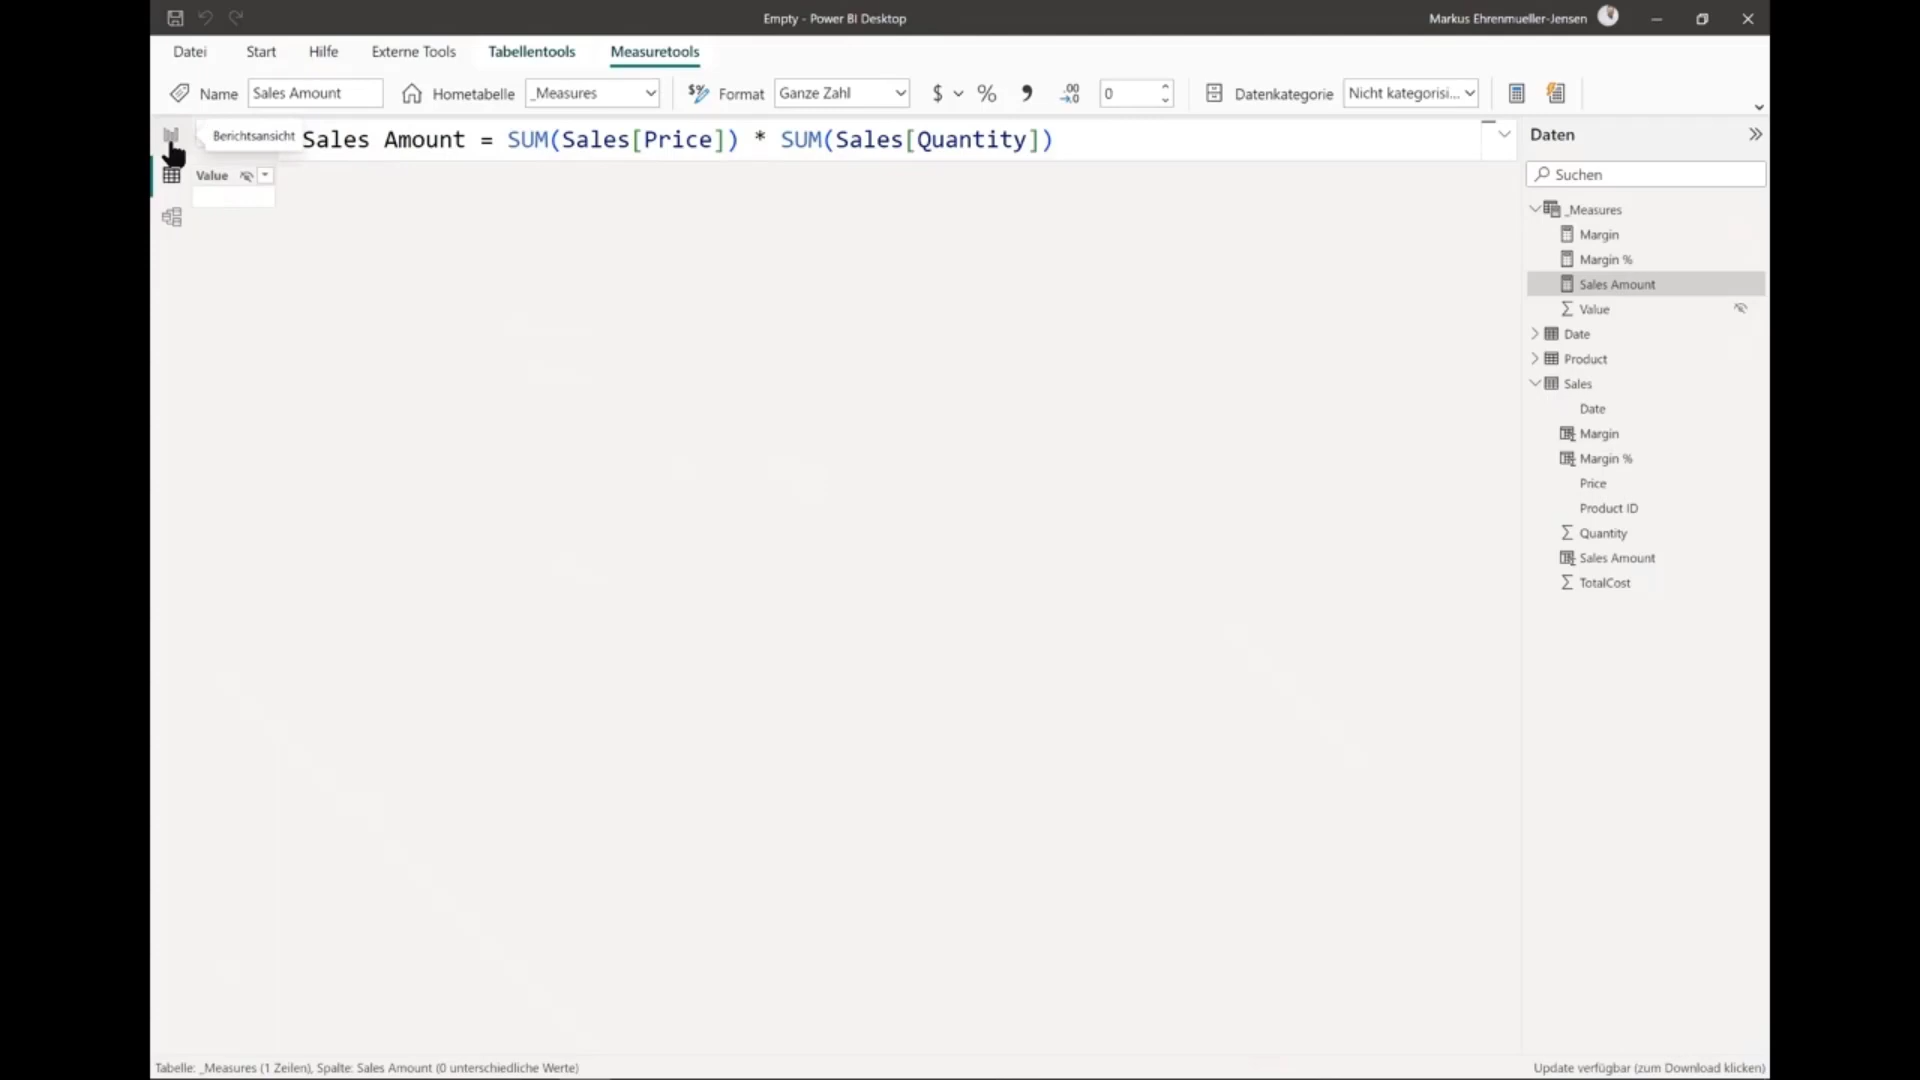 Empty - Power BI Desktop
Markus Ehrenmueller-Jensen
Datei Start Hilfe Externe Tools Tabellentools Measuretools
Name Sales Amount Hometabelle _Measures Format Ganze Zahl $ % , .00 →.0 0 Datenkategorie Nicht kategorisi...
Berichtsansicht
Sales Amount = SUM(Sales[Price]) * SUM(Sales[Quantity])
Value
Daten
Suchen
_Measures
Margin
Margin %
Sales Amount
Value
Date
Product
Sales
Date
Margin
Margin %
Price
Product ID
Quantity
Sales Amount
TotalCost
Tabelle: _Measures (1 Zeilen), Spalte: Sales Amount (0 unterschiedliche Werte)
Update verfügbar (zum Download klicken)